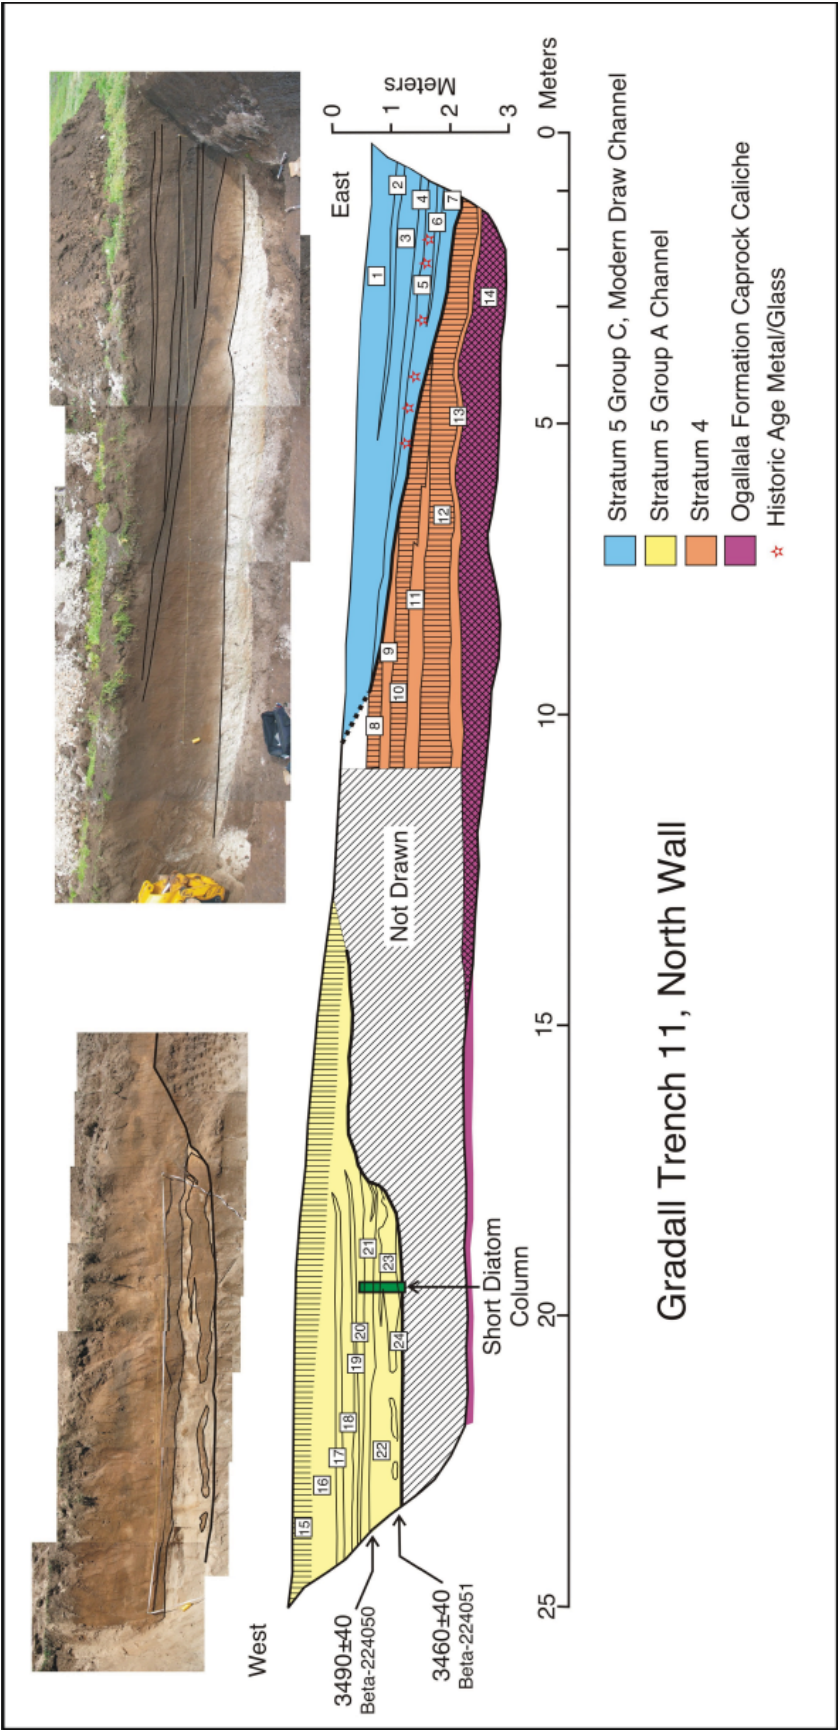 West
East
0
1
2
3
Meters
1
2
3
4
5
6
7
8
9
10
11
12
13
14
15
16
17
18
19
20
21
22
23
24
Not Drawn
3490±40
Beta-224050
3460±40
Beta-224051
Short Diatom
Column
25
20
15
10
5
0 Meters
Gradall Trench 11, North Wall
Stratum 5 Group C, Modern Draw Channel
Stratum 5 Group A Channel
Stratum 4
Ogallala Formation Caprock Caliche
Historic Age Metal/Glass